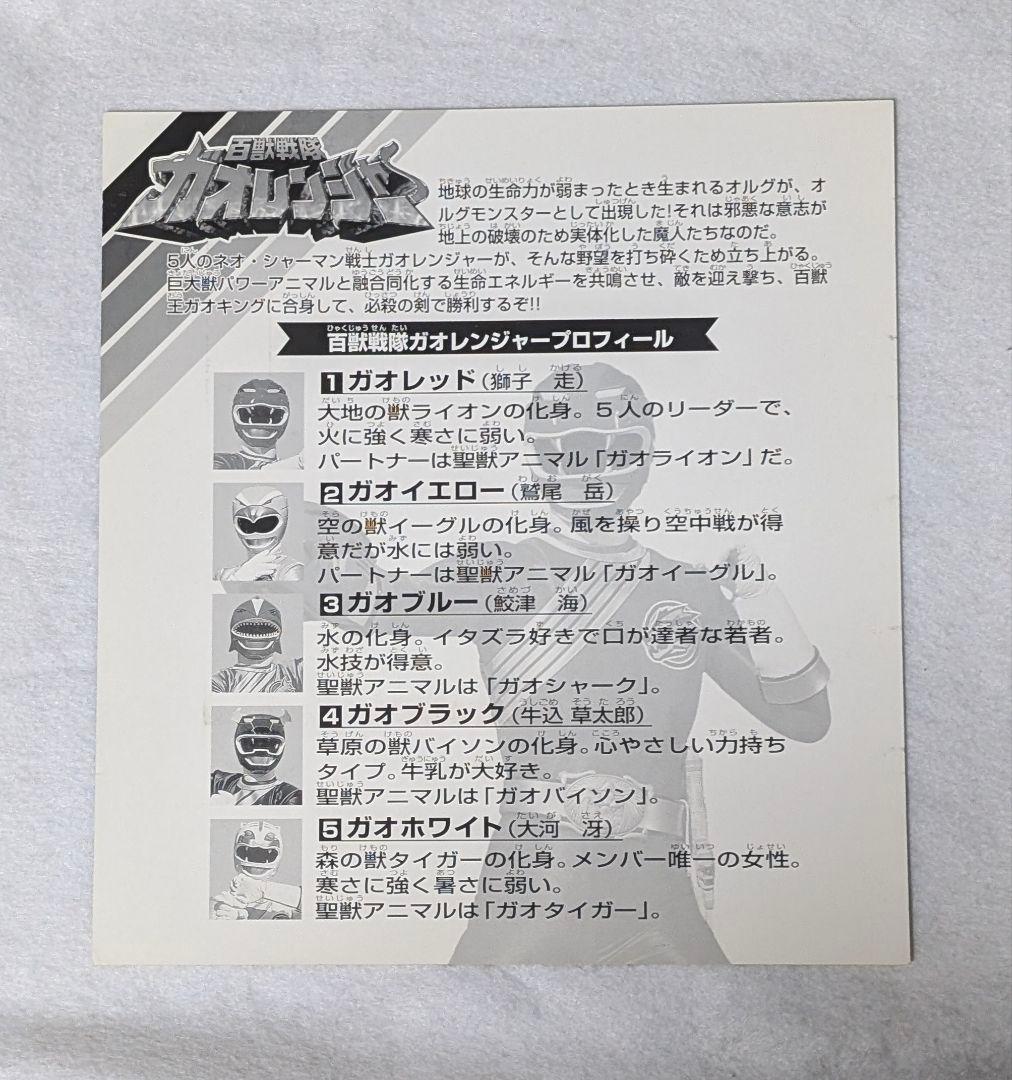 百獣戦隊
ガオレンジャー
地球の生命力が弱まったとき生まれるオルグが、オ
ルグモンスターとして出現した!それは邪悪な意志が
地上の破壊のため実体化した魔人たちなのだ。
5人のネオ・シャーマン戦士ガオレンジャーが、そんな野望を打ち砕くため立ち上がる。
巨大獣パワーアニマルと融合同化する生命エネルギーを共鳴させ、敵を迎え撃ち、百獣
王ガオキングに合身して、必殺の剣で勝利するぞ!!
百獣戦隊ガオレンジャープロフィール
1 ガオレッド(獅子 走)
大地の獣ライオンの化身。5人のリーダーで、
火に強く寒さに弱い。
パートナーは聖獣アニマル「ガオライオン」だ。
2 ガオイエロー(鷲尾 岳)
空の獣イーグルの化身。風を操り空中戦が得
意だが水には弱い。
パートナーは聖獣アニマル「ガオイーグル」。
3 ガオブルー(鮫津 海)
水の化身。イタズラ好きで口が達者な若者。
水技が得意。
聖獣アニマルは「ガオシャーク」。
4 ガオブラック(牛込 草太郎)
草原の獣バイソンの化身。心やさしい力持ち
タイプ。牛乳が大好き。
聖獣アニマルは「ガオバイソン」。
5 ガオホワイト(大河 冴)
森の獣タイガーの化身。メンバー唯一の女性。
寒さに強く暑さに弱い。
聖獣アニマルは「ガオタイガー」。